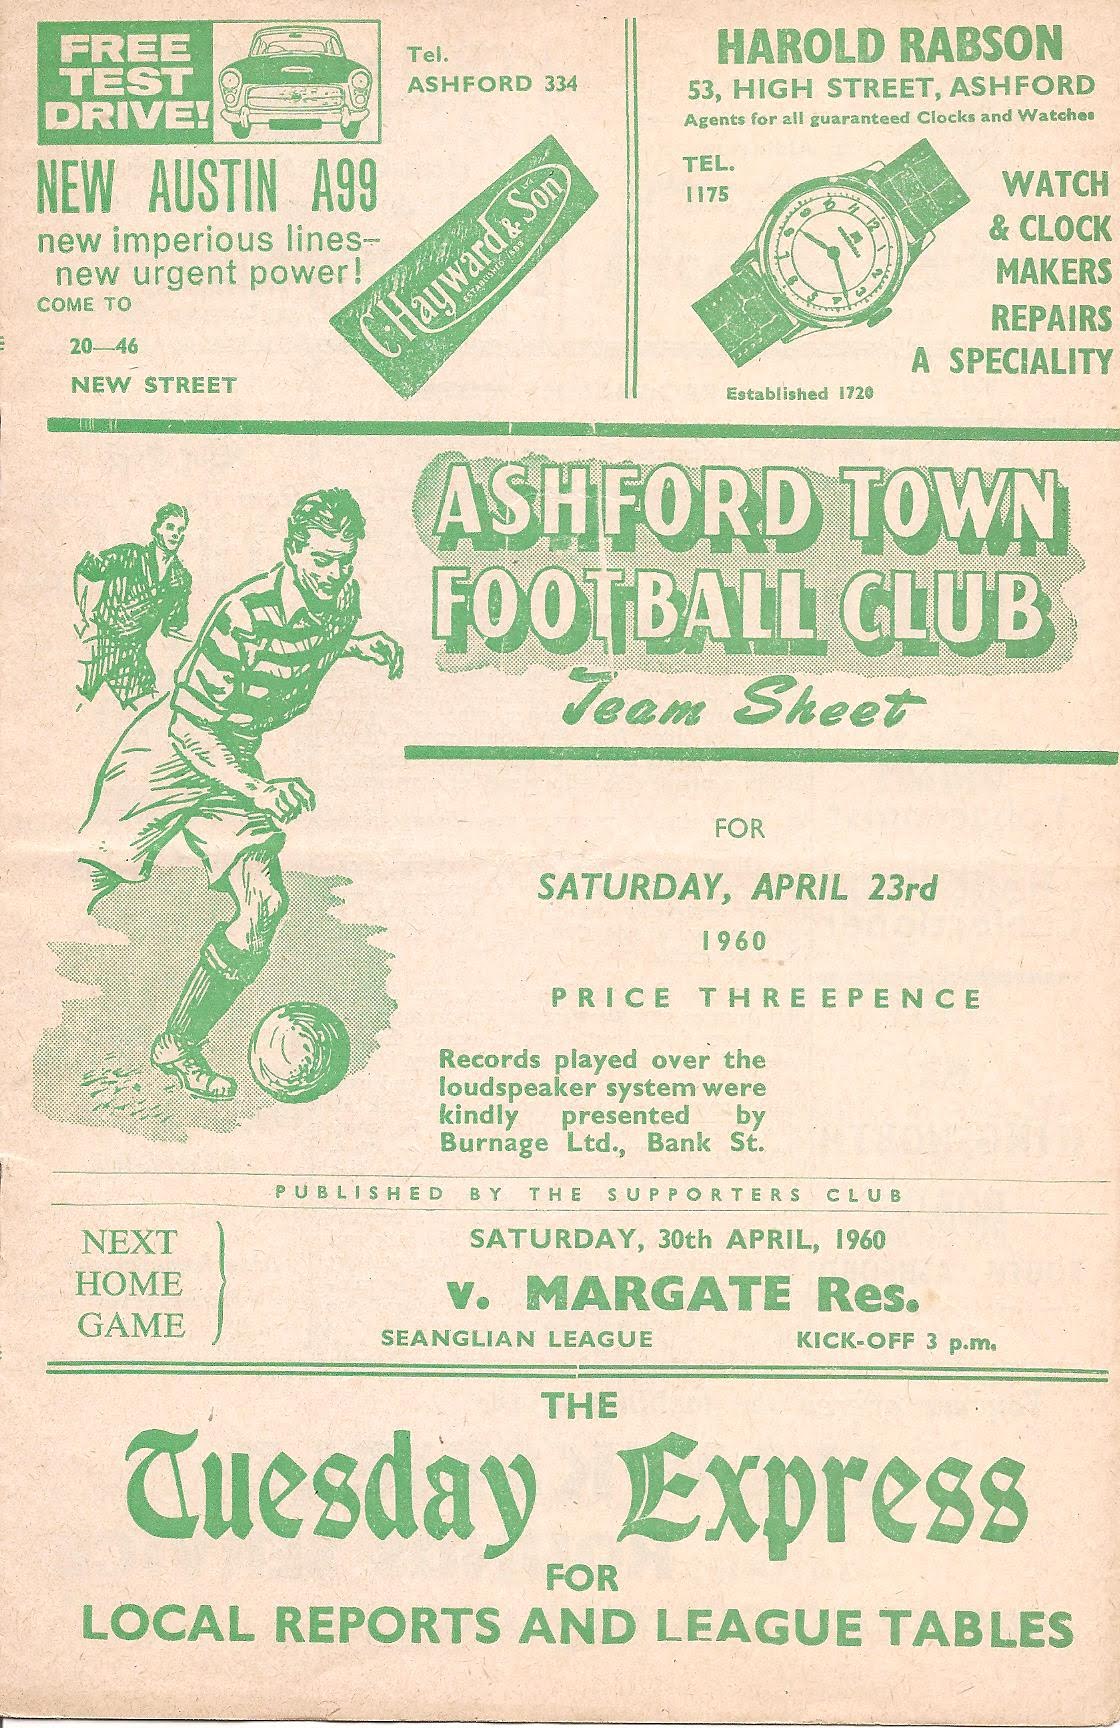 FREE
TEST
DRIVE!
NEW AUSTIN A99
new imperious lines—
new urgent power!
COME TO
20—46
NEW STREET
Tel.
ASHFORD 334
C. Hayward & Son Ltd
ESTABLISHED 1899
HAROLD RABSON
53, HIGH STREET, ASHFORD
Agents for all guaranteed Clocks and Watches
TEL.
1175
WATCH
& CLOCK
MAKERS
REPAIRS
A SPECIALITY
Established 1720
ASHFORD TOWN
FOOTBALL CLUB
Team Sheet
FOR
SATURDAY, APRIL 23rd
1960
PRICE THREEPENCE
Records played over the
loudspeaker system were
kindly presented by
Burnage Ltd., Bank St.
PUBLISHED BY THE SUPPORTERS CLUB
NEXT
HOME
GAME
SATURDAY, 30th APRIL, 1960
v. MARGATE Res.
SEANGLIAN LEAGUE KICK-OFF 3 p.m.
THE
Tuesday Express
FOR
LOCAL REPORTS AND LEAGUE TABLES